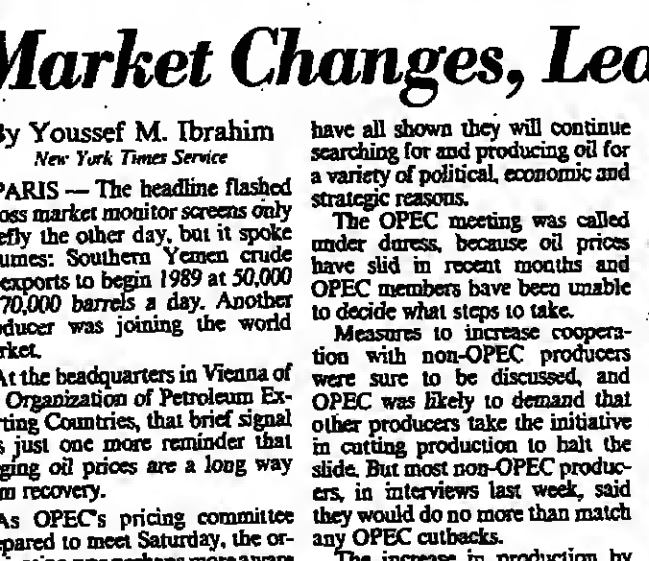 Market Changes, Lea
By Youssef M. Ibrahim
New York Times Service
PARIS — The headline flashed
oss market monitor screens only
efly the other day, but it spoke
umes: Southern Yemen crude
exports to begin 1989 at 50,000
70,000 barrels a day. Another
oducer was joining the world
rket.
At the headquarters in Vienna of
Organization of Petroleum Ex-
rting Countries, that brief signal
s just one more reminder that
ging oil prices are a long way
m recovery.
As OPEC's pricing committee
pared to meet Saturday, the or-
have all shown they will continue
searching for and producing oil for
a variety of political, economic and
strategic reasons.
The OPEC meeting was called
under duress, because oil prices
have slid in recent months and
OPEC members have been unable
to decide what steps to take.
Measures to increase coopera-
tion with non-OPEC producers
were sure to be discussed, and
OPEC was likely to demand that
other producers take the initiative
in cutting production to halt the
slide. But most non-OPEC produc-
ers, in interviews last week, said
they would do no more than match
any OPEC cutbacks.
The increase in production by